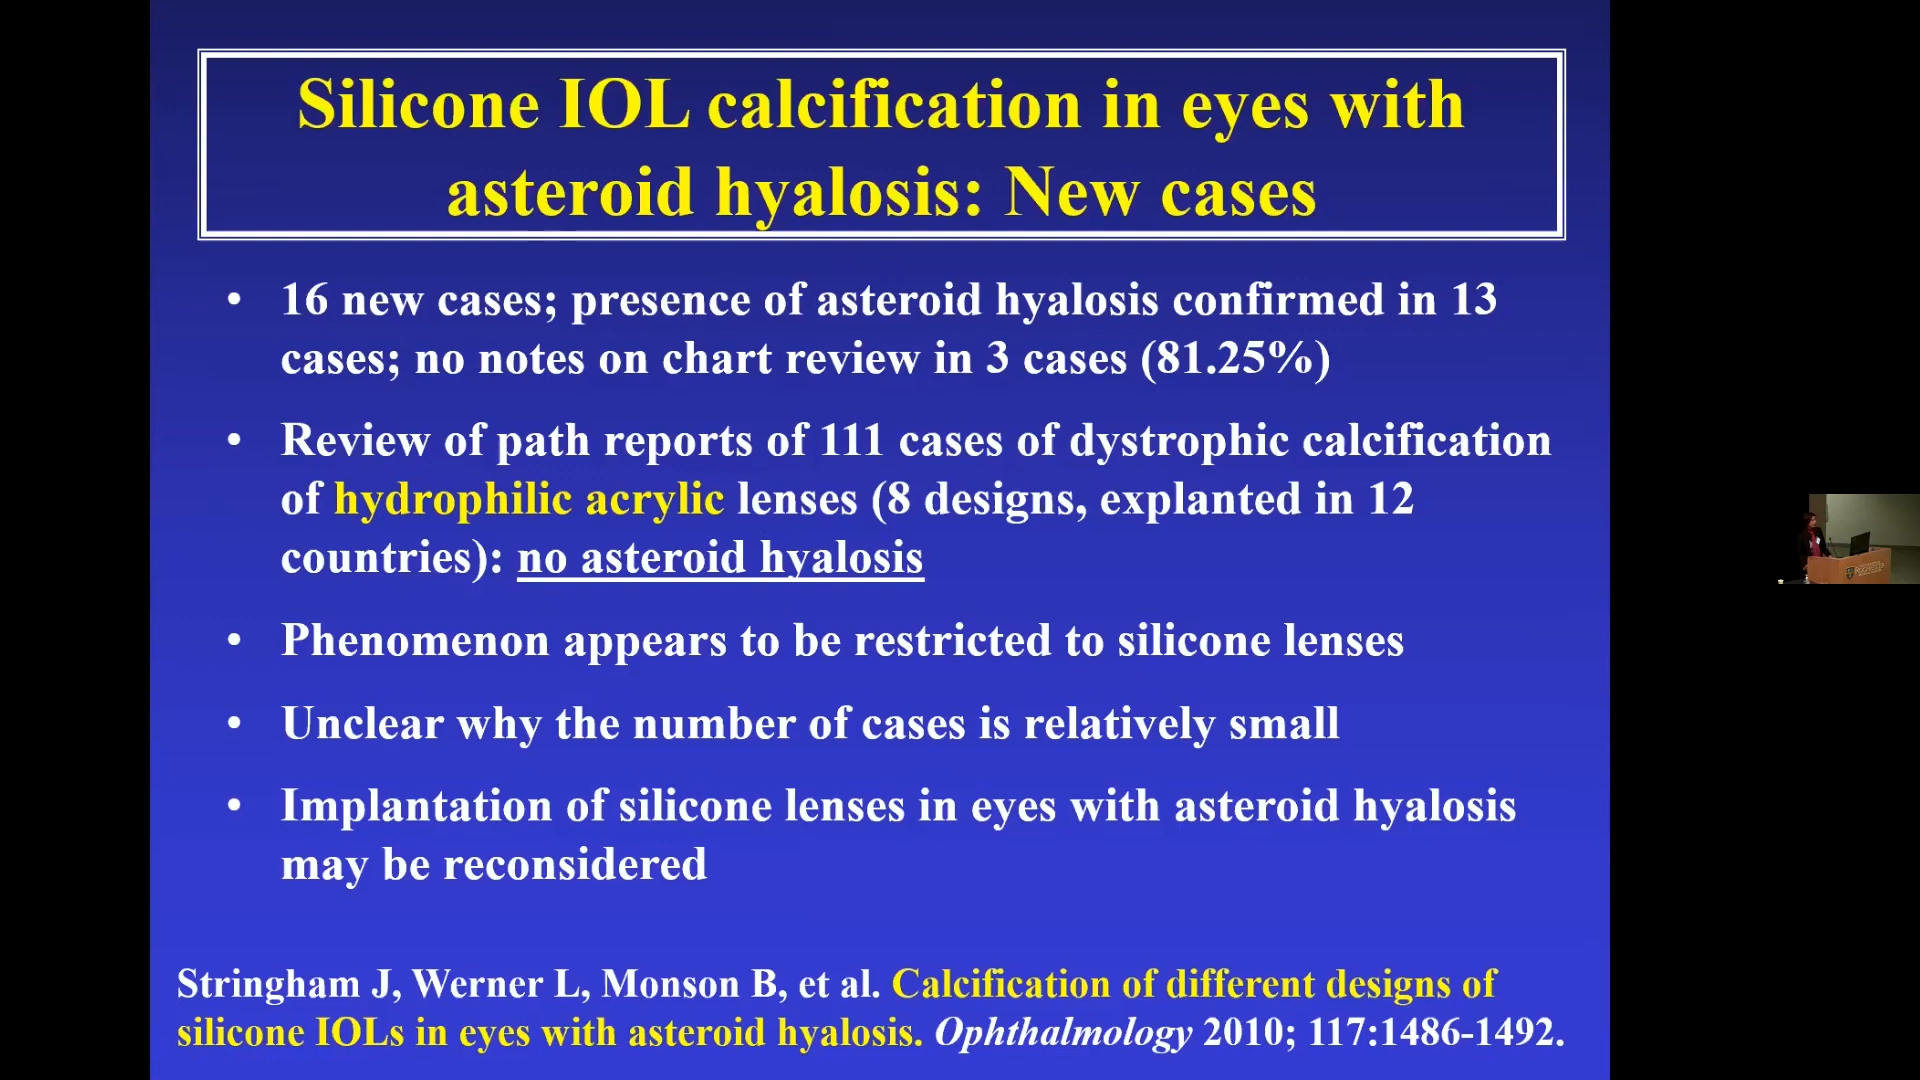 Silicone IOL calcification in eyes with
asteroid hyalosis: New cases
• 16 new cases; presence of asteroid hyalosis confirmed in 13
cases; no notes on chart review in 3 cases (81.25%)
• Review of path reports of 111 cases of dystrophic calcification
of hydrophilic acrylic lenses (8 designs, explanted in 12
countries): no asteroid hyalosis
• Phenomenon appears to be restricted to silicone lenses
• Unclear why the number of cases is relatively small
• Implantation of silicone lenses in eyes with asteroid hyalosis
may be reconsidered
Stringham J, Werner L, Monson B, et al. Calcification of different designs of
silicone IOLs in eyes with asteroid hyalosis. Ophthalmology 2010; 117:1486-1492.